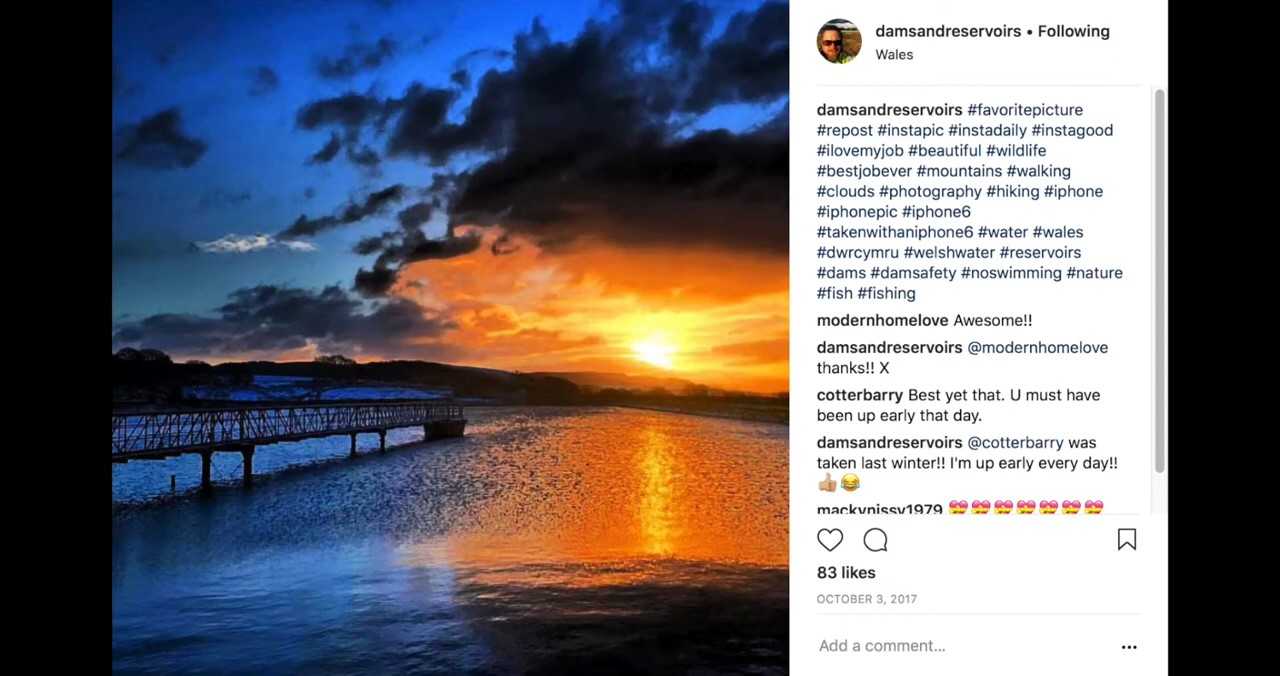 damsandreservoirs • Following
Wales
damsandreservoirs #favoritepicture
#repost #instapic #instadaily #instagood
#ilovemyjob #beautiful #wildlife
#bestjobever #mountains #walking
#clouds #photography #hiking #iphone
#iphonepic #iphone6
#takenwithaniphone6 #water #wales
#dwrcymru #welshwater #reservoirs
#dams #damsafety #noswimming #nature
#fish #fishing
modernhomelove Awesome!!
damsandreservoirs @modernhomelove
thanks!! X
cotterbarry Best yet that. U must have
been up early that day.
damsandreservoirs @cotterbarry was
taken last winter!! I'm up early every day!!
👍🏼😂
mackynissy1979 💝💝💝💝💝💝💝
83 likes
OCTOBER 3, 2017
Add a comment...